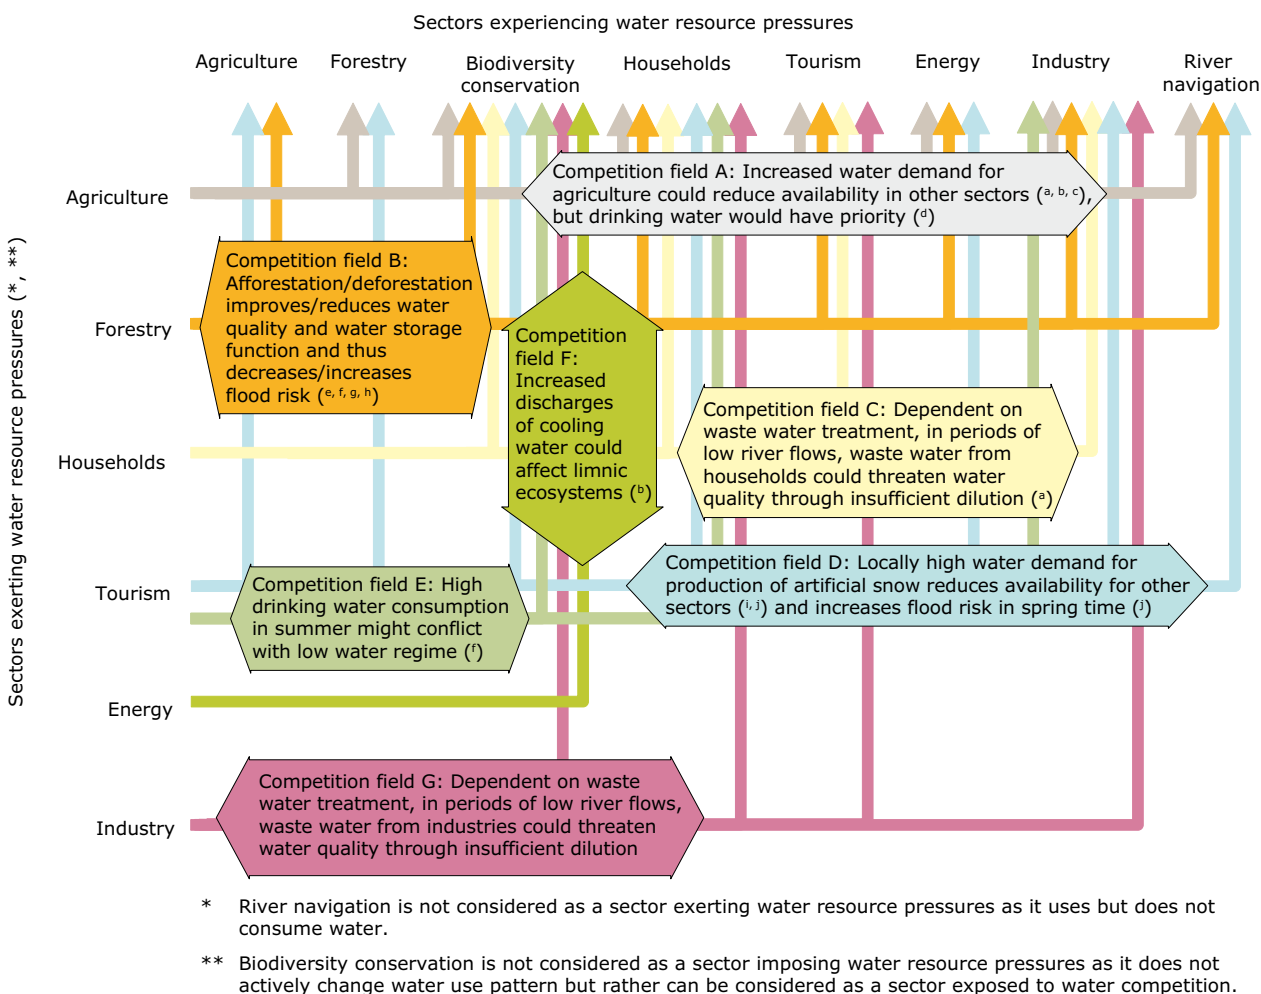 Sectors experiencing water resource pressures
Agriculture
Forestry
Biodiversity
conservation
Households
Tourism
Energy
Industry
River
navigation
Sectors exerting water resource pressures (*, **)
Agriculture
Competition field A: Increased water demand for
agriculture could reduce availability in other sectors (a, b, c),
but drinking water would have priority (d)
Forestry
Competition field B:
Afforestation/deforestation
improves/reduces water
quality and water storage
function and thus
decreases/increases
flood risk (e, f, g, h)
Competition
field F:
Increased
discharges
of cooling
water could
affect limnic
ecosystems (b)
Households
Competition field C: Dependent on
waste water treatment, in periods of
low river flows, waste water from
households could threaten water
quality through insufficient dilution (a)
Tourism
Competition field D: Locally high water demand for
production of artificial snow reduces availability for other
sectors (i, j) and increases flood risk in spring time (j)
Competition field E: High
drinking water consumption
in summer might conflict
with low water regime (f)
Energy
Industry
Competition field G: Dependent on waste
water treatment, in periods of low river flows,
waste water from industries could threaten
water quality through insufficient dilution
* River navigation is not considered as a sector exerting water resource pressures as it uses but does not
consume water.
** Biodiversity conservation is not considered as a sector imposing water resource pressures as it does not
actively change water use pattern but rather can be considered as a sector exposed to water competition.